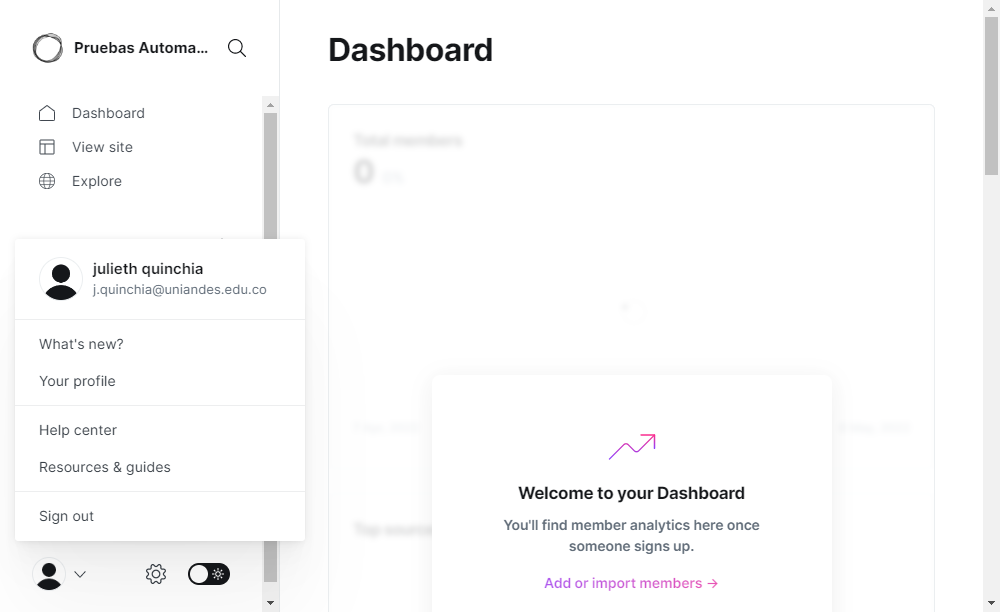 Pruebas Automa...
Dashboard
View site
Explore
julieth quinchia
j.quinchia@uniandes.edu.co
What's new?
Your profile
Help center
Resources & guides
Sign out
Dashboard
Total members
0
Welcome to your Dashboard
You'll find member analytics here once
someone signs up.
Add or import members →